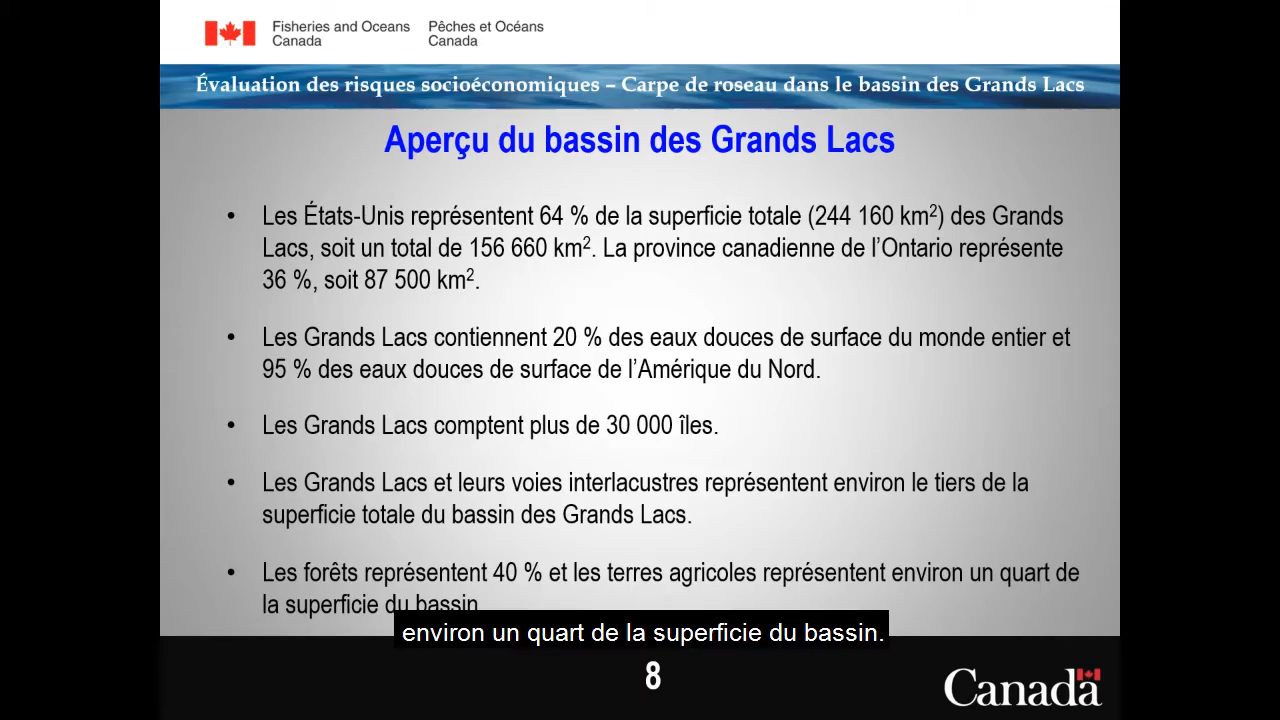 Fisheries and Oceans Pêches et Océans
Canada Canada
Évaluation des risques socioéconomiques – Carpe de roseau dans le bassin des Grands Lacs
Aperçu du bassin des Grands Lacs
• Les États-Unis représentent 64 % de la superficie totale (244 160 km²) des Grands
Lacs, soit un total de 156 660 km². La province canadienne de l’Ontario représente
36 %, soit 87 500 km².
• Les Grands Lacs contiennent 20 % des eaux douces de surface du monde entier et
95 % des eaux douces de surface de l’Amérique du Nord.
• Les Grands Lacs comptent plus de 30 000 îles.
• Les Grands Lacs et leurs voies interlacustres représentent environ le tiers de la
superficie totale du bassin des Grands Lacs.
• Les forêts représentent 40 % et les terres agricoles représentent environ un quart de
la superficie du bassin.
environ un quart de la superficie du bassin.
8
Canada